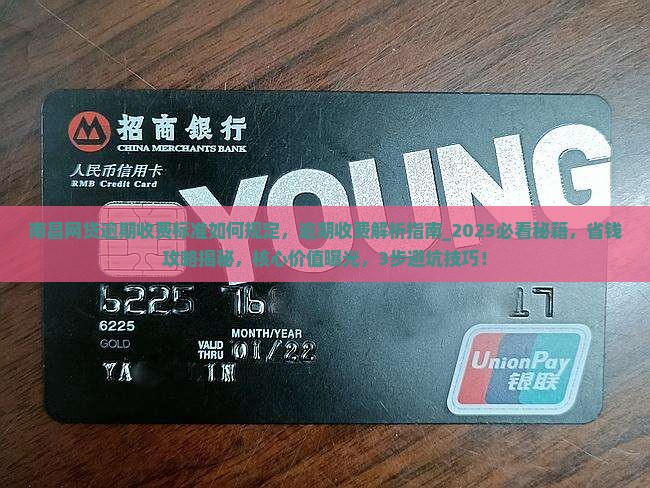 招商銀行
CHINA MERCHANTS BANK
人民币信用卡
RMB Credit Card
YOUNG
南昌网贷逾期收费标准如何规定，逾期收费解析指南_2025必看秘籍，省钱
攻略揭秘，核心价值曝光，3步避坑技巧！
6225 76 17
6225
MONTH/YEAR
GOLD
VALID THRU 01/22
YA IN
UnionPay
银联